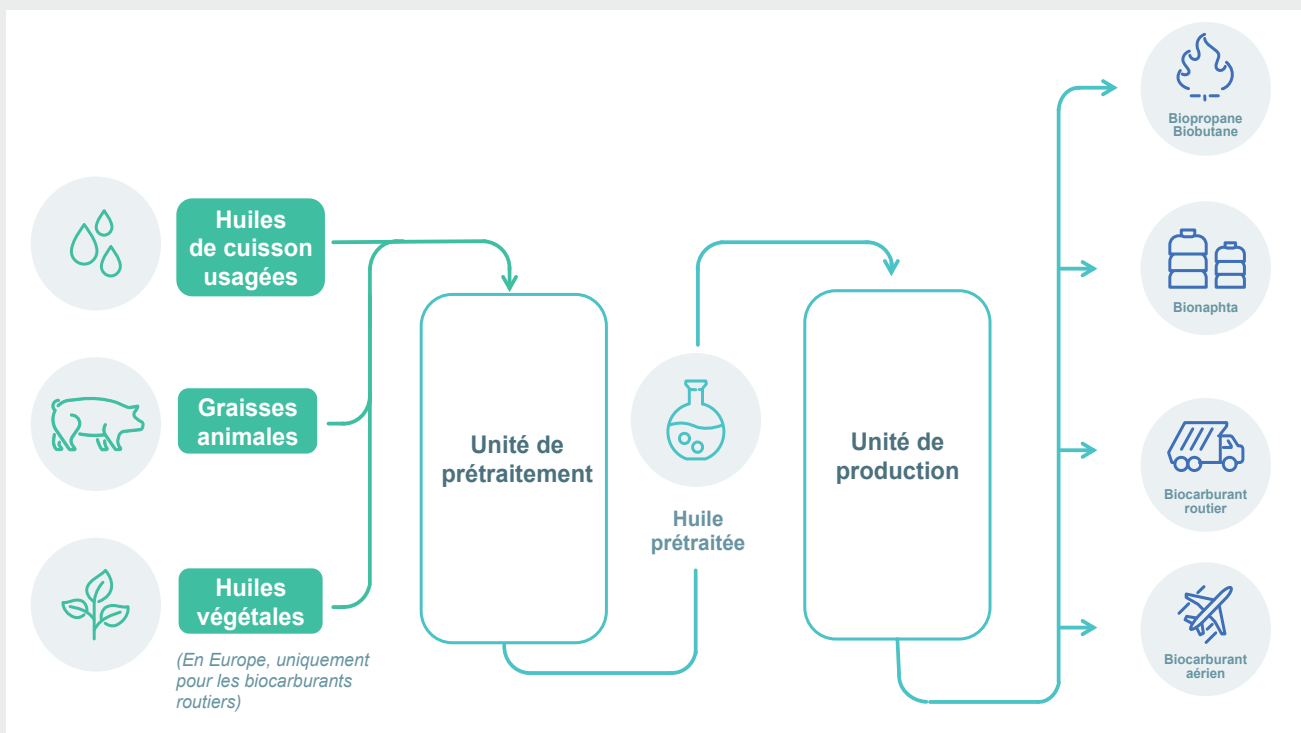 Huiles
de cuisson
usagées
Graisses
animales
Huiles
végétales
(En Europe, uniquement
pour les biocarburants
routiers)
Unité de
prétraitement
Huile
prétraitée
Unité de
production
Biopropane
Biobutane
Bionaphta
Biocarburant
routier
Biocarburant
aérien